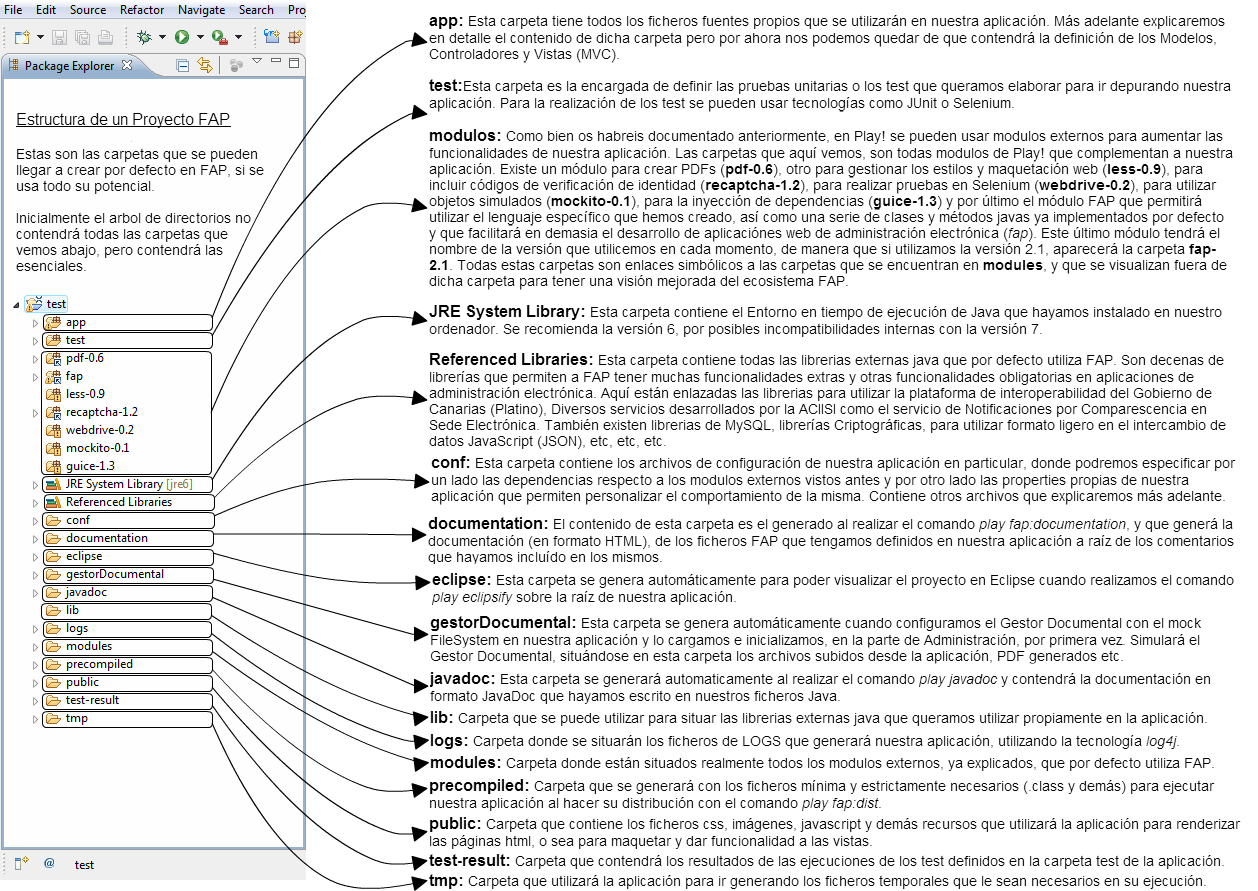 File Edit Source Refactor Navigate Search Pro
Package Explorer
Estructura de un Proyecto FAP
Estas son las carpetas que se pueden
llegar a crear por defecto en FAP, si se
usa todo su potencial.
Inicialmente el arbol de directorios no
contendrá todas las carpetas que
vemos abajo, pero contendrá las
esenciales.
test
app
test
pdf-0.6
fap
less-0.9
recaptcha-1.2
webdrive-0.2
mockito-0.1
guice-1.3
JRE System Library [jre6]
Referenced Libraries
conf
documentation
eclipse
gestorDocumental
javadoc
lib
logs
modules
precompiled
public
test-result
tmp
test
app: Esta carpeta tiene todos los ficheros fuentes propios que se utilizarán en nuestra aplicación. Más adelante explicaremos
en detalle el contenido de dicha carpeta pero por ahora nos podemos quedar de que contendrá la definición de los Modelos,
Controladores y Vistas (MVC).
test:Esta carpeta es la encargada de definir las pruebas unitarias o los test que queramos elaborar para ir depurando nuestra
aplicación. Para la realización de los test se pueden usar tecnologías como JUnit o Selenium.
modulos: Como bien os habreis documentado anteriormente, en Play! se pueden usar modulos externos para aumentar las
funcionalidades de nuestra aplicación. Las carpetas que aquí vemos, son todas modulos de Play! que complementan a nuestra
aplicación. Existe un módulo para crear PDFs (pdf-0.6), otro para gestionar los estilos y maquetación web (less-0.9), para
incluir códigos de verificación de identidad (recaptcha-1.2), para realizar pruebas en Selenium (webdrive-0.2), para utilizar
objetos simulados (mockito-0.1), para la inyección de dependencias (guice-1.3) y por último el módulo FAP que permitirá
utilizar el lenguaje específico que hemos creado, así como una serie de clases y métodos javas ya implementados por defecto
y que facilitará en demasia el desarrollo de aplicaciónes web de administración electrónica (fap). Este último módulo tendrá el
nombre de la versión que utilicemos en cada momento, de manera que si utilizamos la versión 2.1, aparecerá la carpeta fap-
2.1. Todas estas carpetas son enlaces simbólicos a las carpetas que se encuentran en modules, y que se visualizan fuera de
dicha carpeta para tener una visión mejorada del ecosistema FAP.
JRE System Library: Esta carpeta contiene el Entorno en tiempo de ejecución de Java que hayamos instalado en nuestro
ordenador. Se recomienda la versión 6, por posibles incompatibilidades internas con la versión 7.
Referenced Libraries: Esta carpeta contiene todas las librerias externas java que por defecto utiliza FAP. Son decenas de
librerías que permiten a FAP tener muchas funcionalidades extras y otras funcionalidades obligatorias en aplicaciones de
administración electrónica. Aquí están enlazadas las librerias para utilizar la plataforma de interoperabilidad del Gobierno de
Canarias (Platino), Diversos servicios desarrollados por la ACIISI como el servicio de Notificaciones por Comparescencia en
Sede Electrónica. También existen librerias de MySQL, librerías Criptográficas, para utilizar formato ligero en el intercambio de
datos JavaScript (JSON), etc, etc, etc.
conf: Esta carpeta contiene los archivos de configuración de nuestra aplicación en particular, donde podremos especificar por
un lado las dependencias respecto a los modulos externos vistos antes y por otro lado las properties propias de nuestra
aplicación que permiten personalizar el comportamiento de la misma. Contiene otros archivos que explicaremos más adelante.
documentation: El contenido de esta carpeta es el generado al realizar el comando play fap:documentation, y que generá la
documentación (en formato HTML), de los ficheros FAP que tengamos definidos en nuestra aplicación a raíz de los comentarios
que hayamos incluído en los mismos.
eclipse: Esta carpeta se genera automáticamente para poder visualizar el proyecto en Eclipse cuando realizamos el comando
play eclipsify sobre la raíz de nuestra aplicación.
gestorDocumental: Esta carpeta se genera automáticamente cuando configuramos el Gestor Documental con el mock
FileSystem en nuestra aplicación y lo cargamos e inicializamos, en la parte de Administración, por primera vez. Simulará el
Gestor Documental, situándose en esta carpeta los archivos subidos desde la aplicación, PDF generados etc.
javadoc: Esta carpeta se generará automaticamente al realizar el comando play javadoc y contendrá la documentación en
formato JavaDoc que hayamos escrito en nuestros ficheros Java.
lib: Carpeta que se puede utilizar para situar las librerias externas java que queramos utilizar propiamente en la aplicación.
logs: Carpeta donde se situarán los ficheros de LOGS que generará nuestra aplicación, utilizando la tecnología log4j.
modules: Carpeta donde están situados realmente todos los modulos externos, ya explicados, que por defecto utiliza FAP.
precompiled: Carpeta que se generará con los ficheros mínima y estrictamente necesarios (.class y demás) para ejecutar
nuestra aplicación al hacer su distribución con el comando play fap:dist.
public: Carpeta que contiene los ficheros css, imágenes, javascript y demás recursos que utilizará la aplicación para renderizar
las páginas html, o sea para maquetar y dar funcionalidad a las vistas.
test-result: Carpeta que contendrá los resultados de las ejecuciones de los test definidos en la carpeta test de la aplicación.
tmp: Carpeta que utilizará la aplicación para ir generando los ficheros temporales que le sean necesarios en su ejecución.